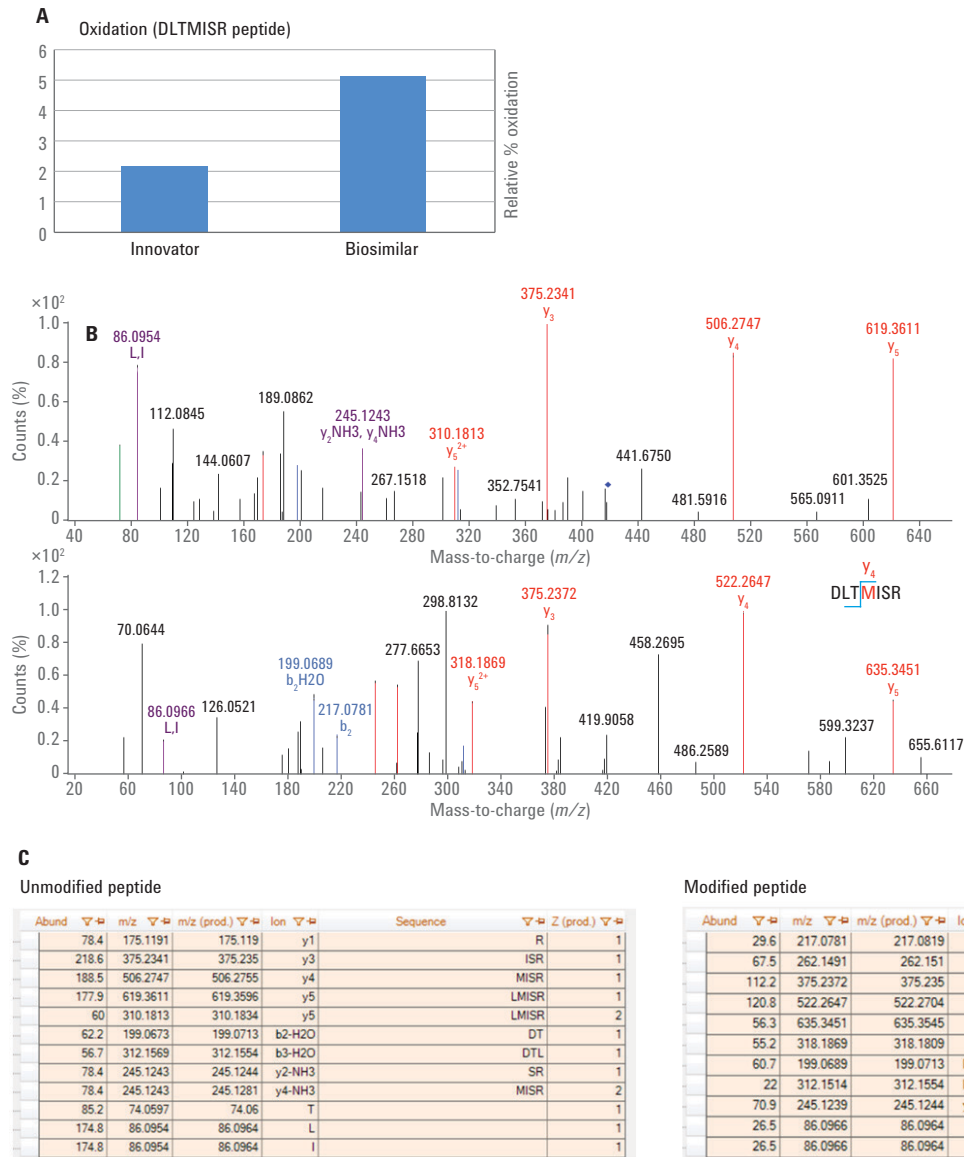 A
Oxidation (DLTMISR peptide)
6
5
4
3
2
1
0
Relative % oxidation
Innovator Biosimilar
×10²
B
1.0
0.8
0.6
0.4
0.2
0
Counts (%)
86.0954
L,I
112.0845
144.0607
189.0862
245.1243
y₂NH3, y₄NH3
267.1518
310.1813
y₅²⁺
352.7541
375.2341
y₃
441.6750
481.5916
506.2747
y₄
565.0911
601.3525
619.3611
y₅
40 80 120 160 200 240 280 320 360 400 440 480 520 560 600 640
Mass-to-charge (m/z)
×10²
1.2
1.0
0.8
0.6
0.4
0.2
0
Counts (%)
70.0644
86.0966
L,I
126.0521
199.0689
b₂H2O
217.0781
b₂
277.6653
298.8132
318.1869
y₅²⁺
375.2372
y₃
419.9058
458.2695
486.2589
522.2647
y₄
599.3237
635.3451
y₅
655.6117
y₄
DLTMISR
20 60 100 140 180 220 260 300 340 380 420 460 500 540 580 620 660
Mass-to-charge (m/z)
C
Unmodified peptide
Abund m/z m/z (prod.) Ion Sequence Z (prod.)
78.4 175.1191 175.119 y1 R 1
218.6 375.2341 375.235 y3 ISR 1
188.5 506.2747 506.2755 y4 MISR 1
177.9 619.3611 619.3596 y5 LMISR 1
60 310.1813 310.1834 y5 LMISR 2
62.2 199.0673 199.0713 b2-H2O DT 1
56.7 312.1569 312.1554 b3-H2O DTL 1
78.4 245.1243 245.1244 y2-NH3 SR 1
78.4 245.1243 245.1281 y4-NH3 MISR 2
85.2 74.0597 74.06 T 1
174.8 86.0954 86.0964 L 1
174.8 86.0954 86.0964 I 1
Modified peptide
Abund m/z m/z (prod.)
29.6 217.0781 217.0819
67.5 262.1491 262.151
112.2 375.2372 375.235
120.8 522.2647 522.2704
56.3 635.3451 635.3545
55.2 318.1869 318.1809
60.7 199.0689 199.0713
22 312.1514 312.1554
70.9 245.1239 245.1244
26.5 86.0966 86.0964
26.5 86.0966 86.0964